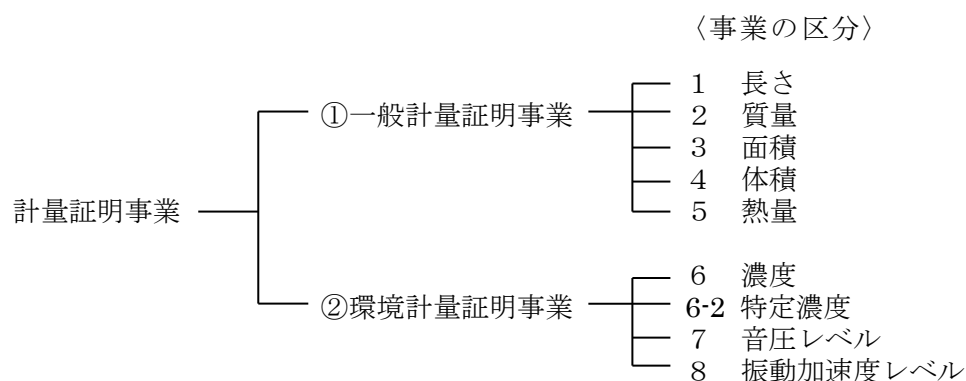 〈事業の区分〉
1 長さ
①一般計量証明事業
2 質量
3 面積
4 体積
計量証明事業
5 熱量
6 濃度
②環境計量証明事業
6-2 特定濃度
7 音圧レベル
8 振動加速度レベル